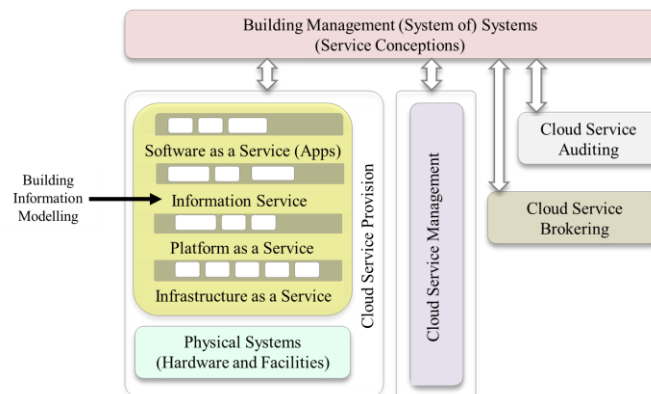 Building Management (System of) Systems
(Service Conceptions)
Software as a Service (Apps)
Information Service
Platform as a Service
Infrastructure as a Service
Building
Information
Modelling
Physical Systems
(Hardware and Facilities)
Cloud Service Provision
Cloud Service Management
Cloud Service
Auditing
Cloud Service
Brokering